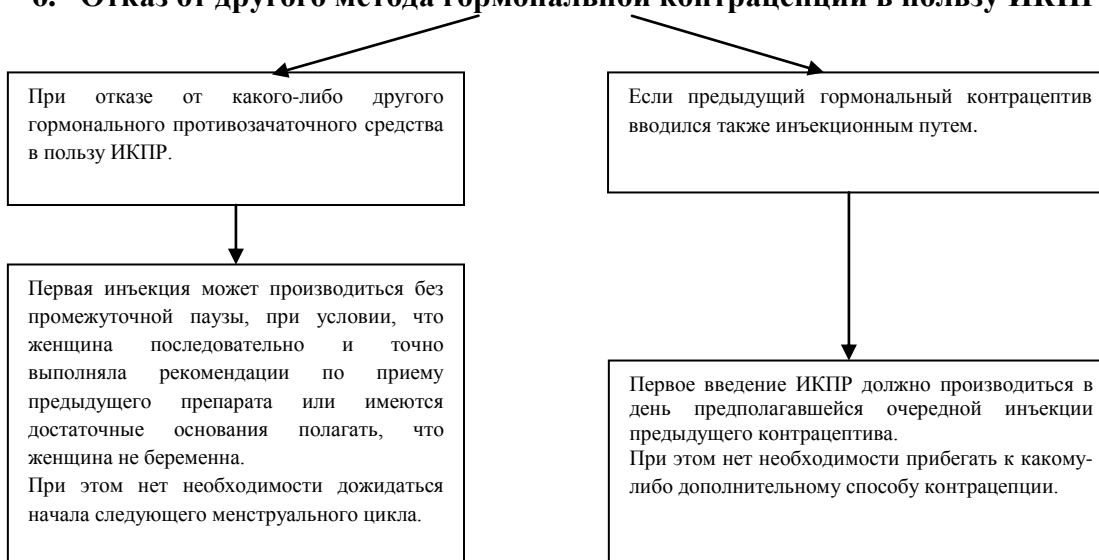 6. Отказ от другого метода гормональной контрацепции в пользу ИКПР
При отказе от какого-либо другого
гормонального противозачаточного средства
в пользу ИКПР.
Если предыдущий гормональный контрацептив
вводился также инъекционным путем.
Первая инъекция может производиться без
промежуточной паузы, при условии, что
женщина последовательно и точно
выполняла рекомендации по приему
предыдущего препарата или имеются
достаточные основания полагать, что
женщина не беременна.
При этом нет необходимости дожидаться
начала следующего менструального цикла.
Первое введение ИКПР должно производиться в
день предполагавшейся очередной инъекции
предыдущего контрацептива.
При этом нет необходимости прибегать к какому-
либо дополнительному способу контрацепции.